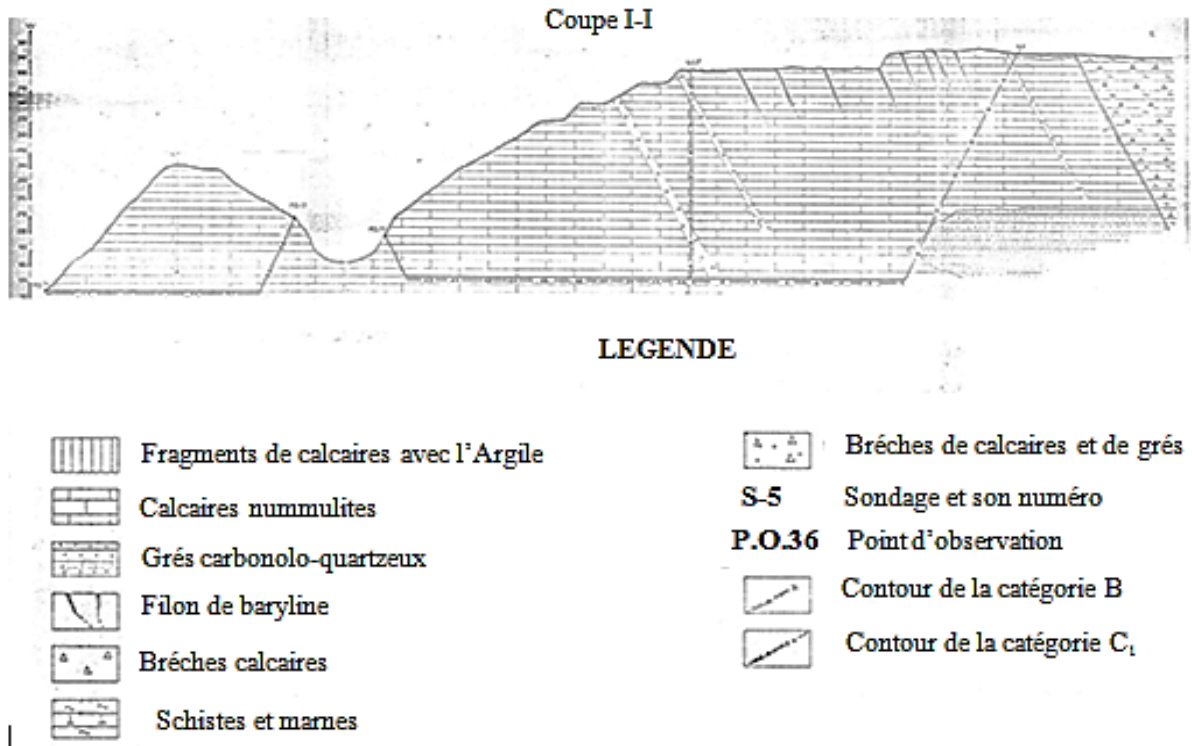 Coupe I-I
LEGENDE
Fragments de calcaires avec l'Argile
Calcaires nummulites
Grés carbonolo-quartzeux
Filon de baryline
Bréches calcaires
Schistes et marnes
Bréches de calcaires et de grés
S-5 Sondage et son numéro
P.O.36 Point d'observation
Contour de la catégorie B
Contour de la catégorie C₁